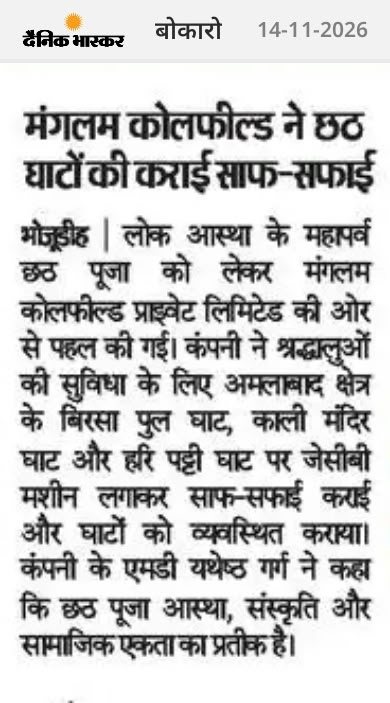 दैनिक भास्कर बोकारो 14-11-2026
मंगलम कोलफील्ड ने छठ
घाटों की कराई साफ-सफाई
भोजूडीह | लोक आस्था के महापर्व
छठ पूजा को लेकर मंगलम
कोलफील्ड प्राइवेट लिमिटेड की ओर
से पहल की गई। कंपनी ने श्रद्धालुओं
की सुविधा के लिए अमलाबाद क्षेत्र
के बिरसा पुल घाट, काली मंदिर
घाट और हरि पट्टी घाट पर जेसीबी
मशीन लगाकर साफ-सफाई कराई
और घाटों को व्यवस्थित कराया।
कंपनी के एमडी यथेष्ठ गर्ग ने कहा
कि छठ पूजा आस्था, संस्कृति और
सामाजिक एकता का प्रतीक है।